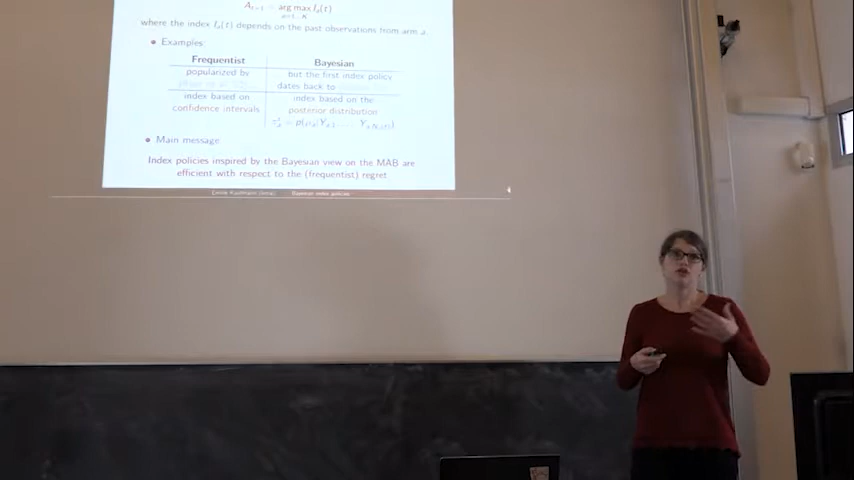 A_{t+1} = arg max I_a(t)
a=1...K
where the index I_a(t) depends on the past observations from arm a.
Examples:
Frequentist
Bayesian
popularized by
but the first index policy
dates back to
index based on
confidence intervals
index based on the
posterior distribution
Main message
Index policies inspired by the Bayesian view on the MAB are
efficient with respect to the (frequentist) regret
Bayesian index policies